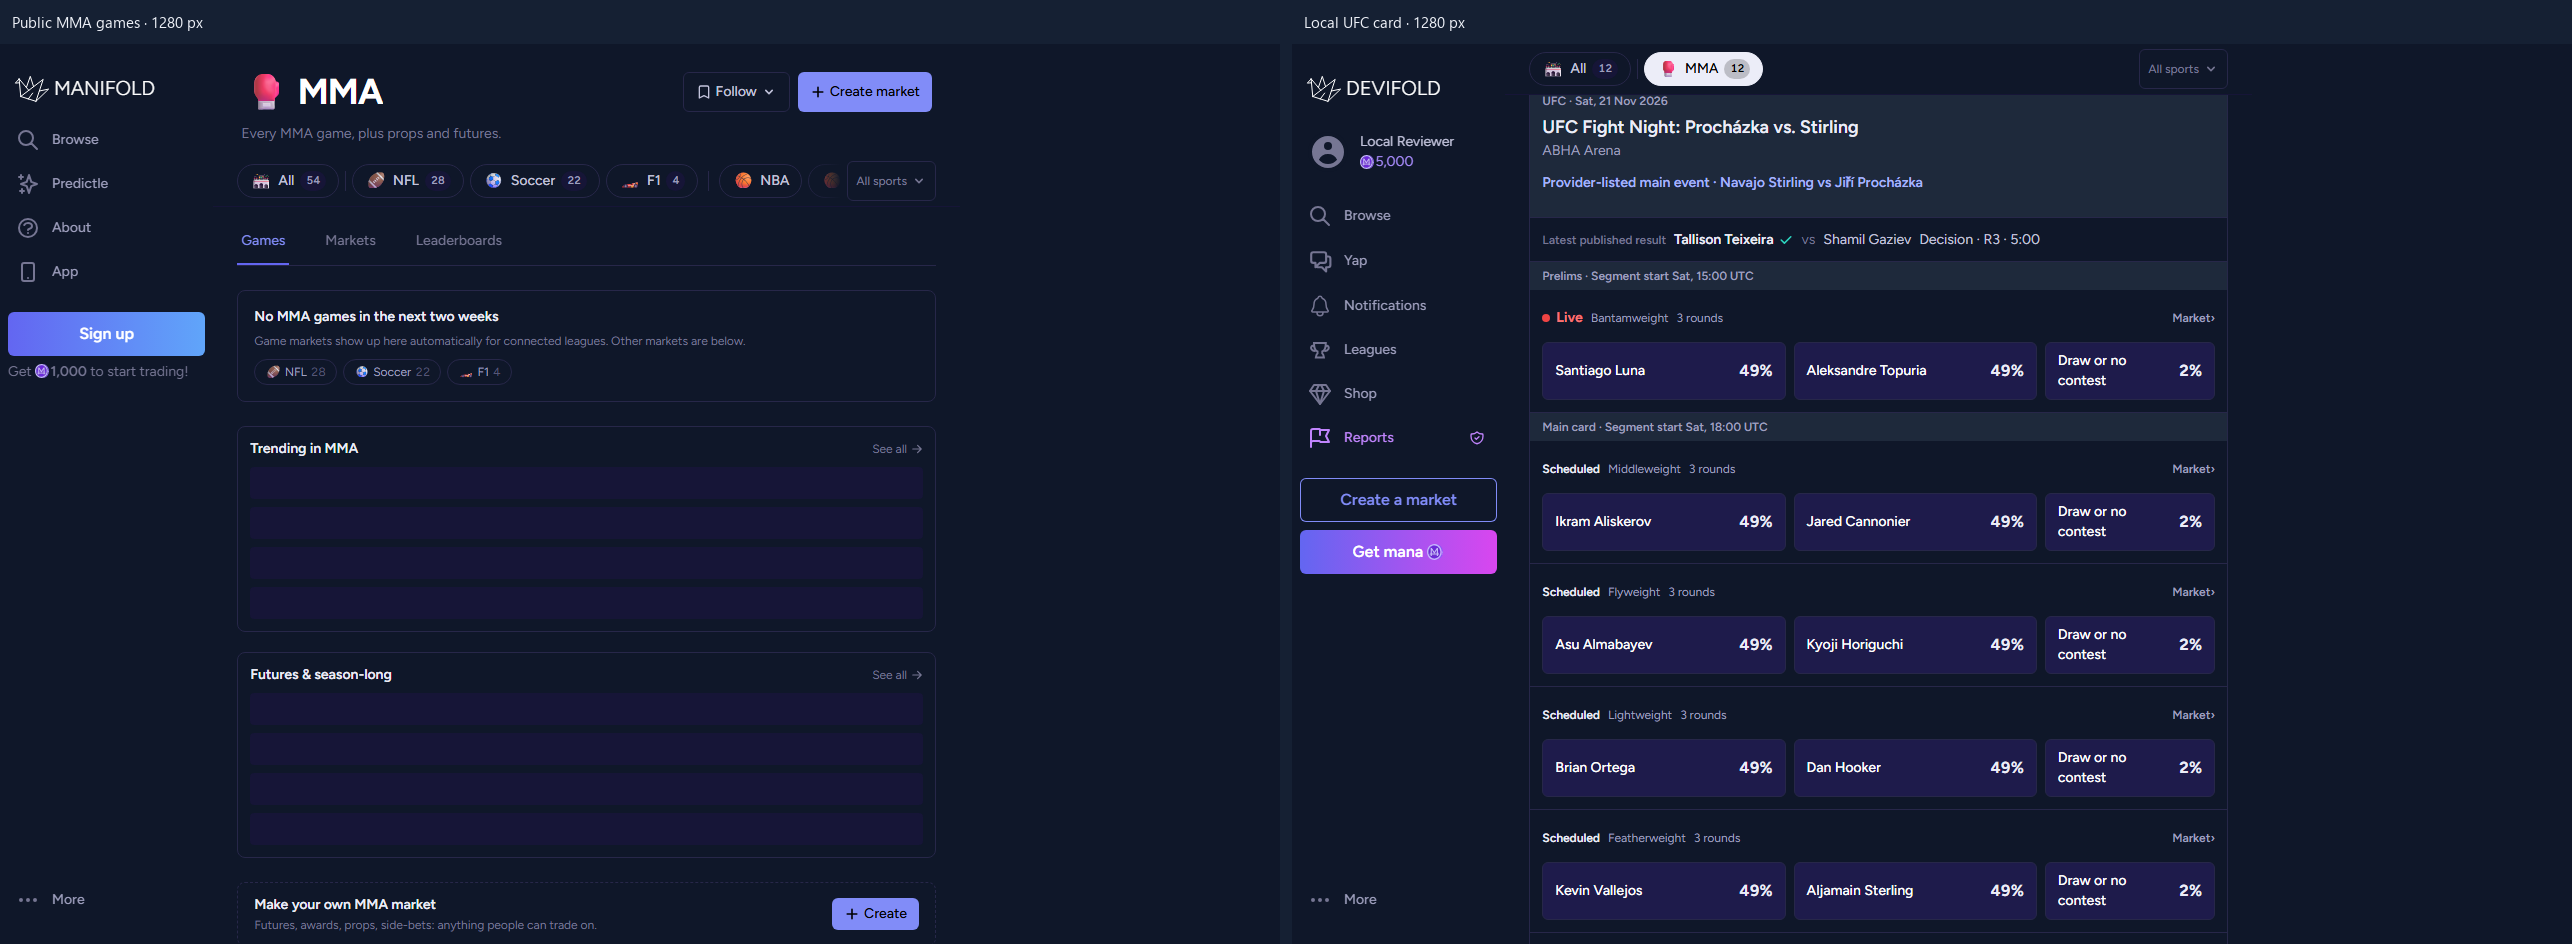 Public MMA games · 1280 px
MANIFOLD
Browse
Predictle
About
App
Sign up
Get 1,000 to start trading!
More
MMA
Follow
Create market
Every MMA game, plus props and futures.
All 54
NFL 28
Soccer 22
F1 4
NBA
All sports
Games
Markets
Leaderboards
No MMA games in the next two weeks
Game markets show up here automatically for connected leagues. Other markets are below.
NFL 28
Soccer 22
F1 4
Trending in MMA
See all →
Futures & season-long
See all →
Make your own MMA market
Futures, awards, props, side-bets: anything people can trade on.
+ Create
Local UFC card · 1280 px
DEVIFOLD
Local Reviewer
5,000
Browse
Yap
Notifications
Leagues
Shop
Reports
Create a market
Get mana
More
All 12
MMA 12
All sports
UFC · Sat, 21 Nov 2026
UFC Fight Night: Procházka vs. Stirling
ABHA Arena
Provider-listed main event · Navajo Stirling vs Jiří Procházka
Latest published result Tallison Teixeira ✓ vs Shamil Gaziev Decision · R3 · 5:00
Prelims · Segment start Sat, 15:00 UTC
Live Bantamweight 3 rounds
Market›
Santiago Luna 49%
Aleksandre Topuria 49%
Draw or no contest 2%
Main card · Segment start Sat, 18:00 UTC
Scheduled Middleweight 3 rounds
Market›
Ikram Aliskerov 49%
Jared Cannonier 49%
Draw or no contest 2%
Scheduled Flyweight 3 rounds
Market›
Asu Almabayev 49%
Kyoji Horiguchi 49%
Draw or no contest 2%
Scheduled Lightweight 3 rounds
Market›
Brian Ortega 49%
Dan Hooker 49%
Draw or no contest 2%
Scheduled Featherweight 3 rounds
Market›
Kevin Vallejos 49%
Aljamain Sterling 49%
Draw or no contest 2%